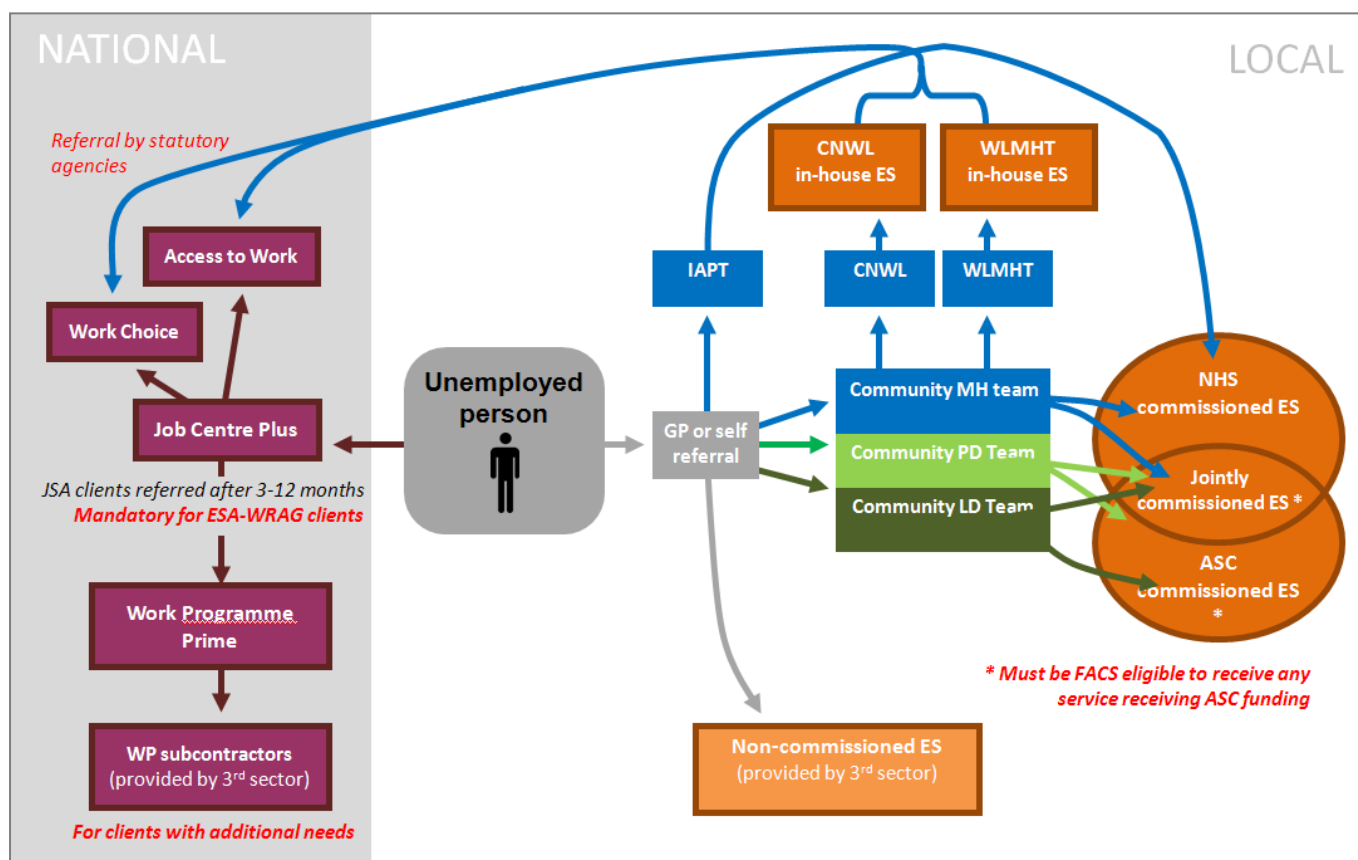 NATIONAL
LOCAL
Referral by statutory
agencies
Access to Work
Work Choice
Job Centre Plus
JSA clients referred after 3-12 months
Mandatory for ESA-WRAG clients
Work Programme
Prime
WP subcontractors
(provided by 3rd sector)
For clients with additional needs
Unemployed
person
GP or self
referral
IAPT
CNWL
WLMHT
CNWL
in-house ES
WLMHT
in-house ES
Community MH team
Community PD Team
Community LD Team
NHS
commissioned ES
Jointly
commissioned ES *
ASC
commissioned ES
*
* Must be FACS eligible to receive any
service receiving ASC funding
Non-commissioned ES
(provided by 3rd sector)